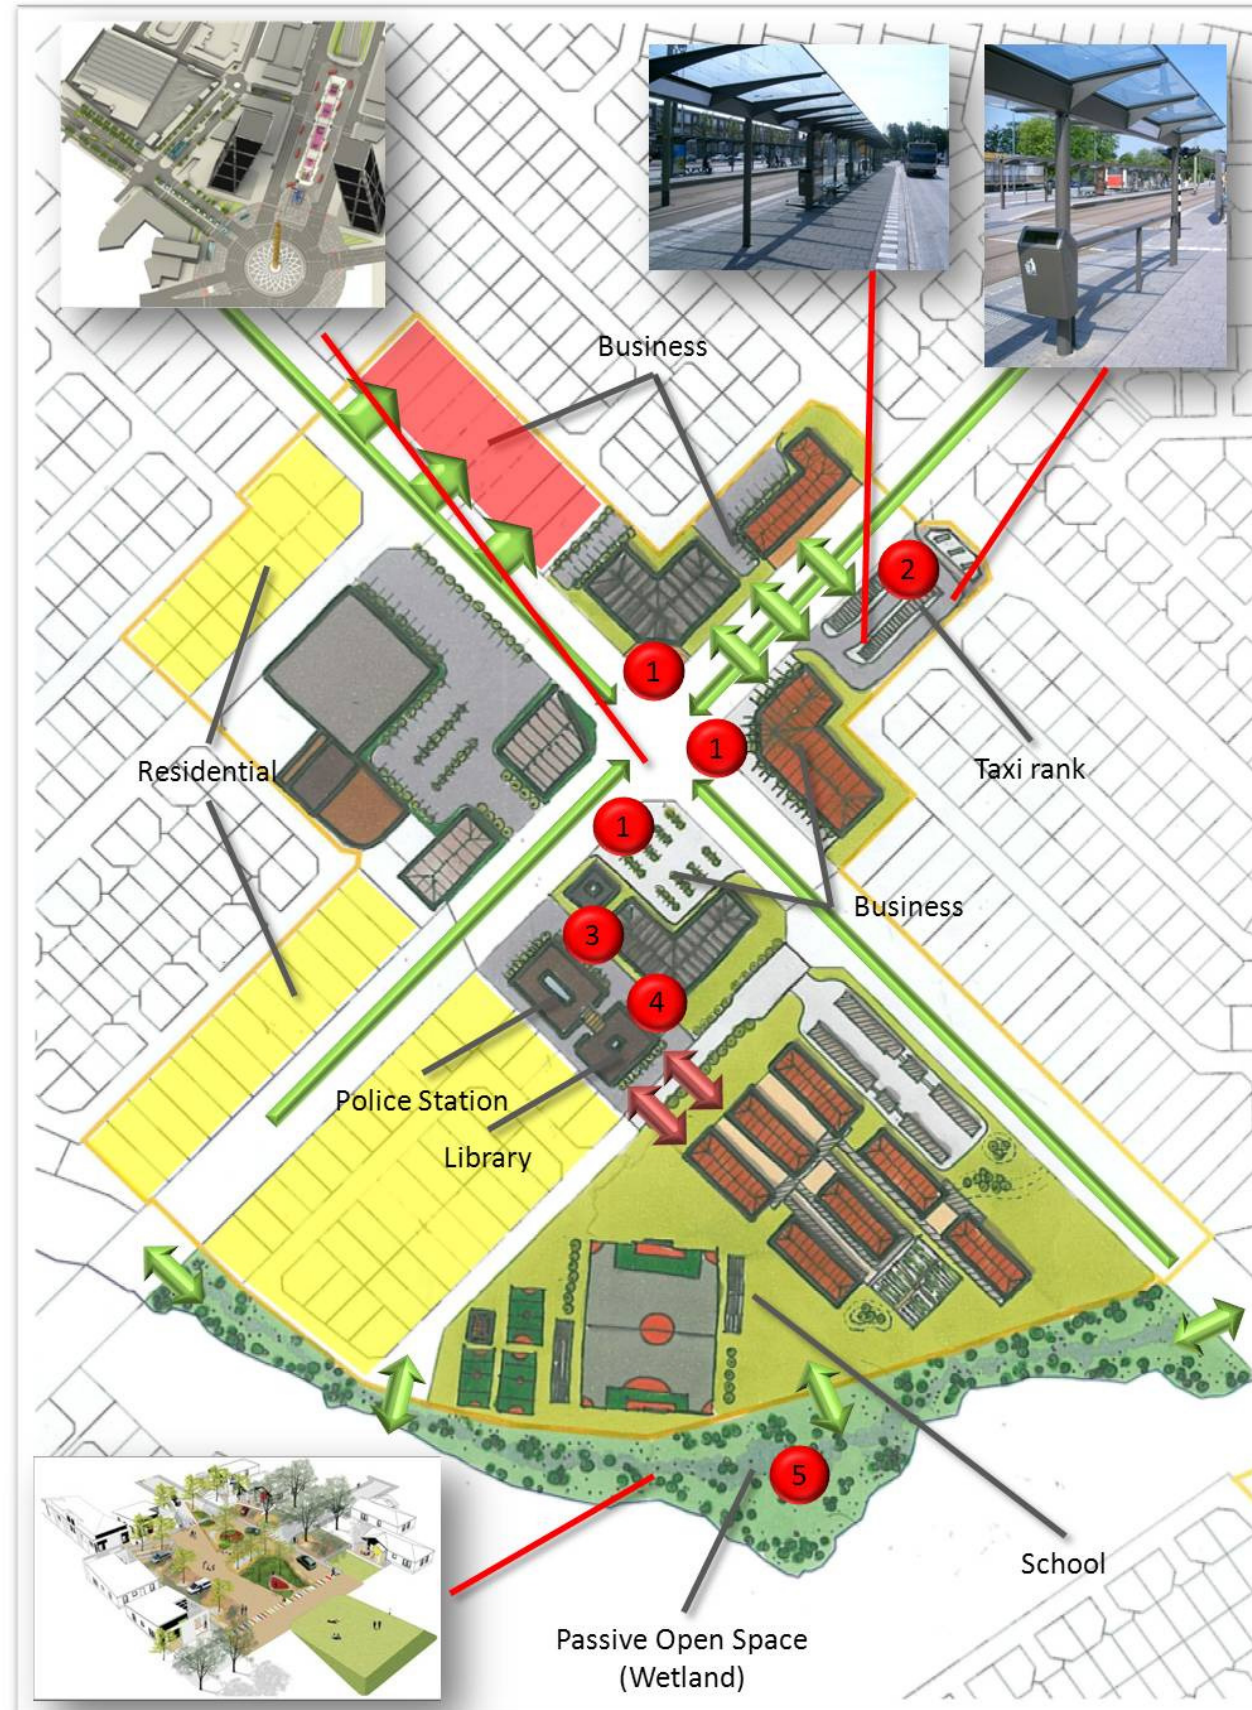 Business
2
1
1
Residential
Taxi rank
1
Business
3
4
Police Station
Library
5
School
Passive Open Space
(Wetland)